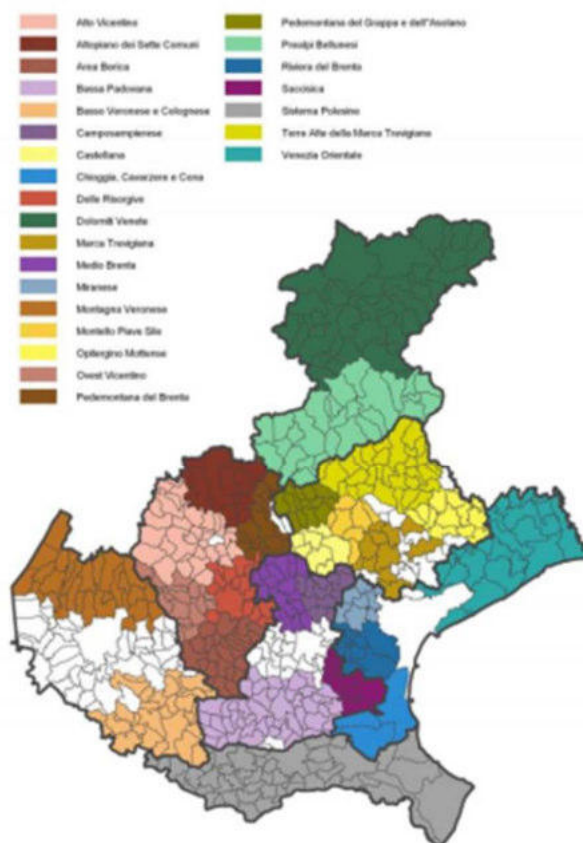 Alto Vicentino
Altopiano dei Sette Comuni
Area Berica
Bassa Padovana
Basso Veronese e Colognese
Camposampierese
Castellana
Chioggia, Cavarzere e Cona
Delle Risorgive
Dolomiti Venete
Marca Trevigiana
Medio Brenta
Miranese
Montagna Veronese
Montello Piave Sile
Opitergino Mottense
Ovest Vicentino
Pedemontana del Brenta
Pedemontana del Grappa e dell'Asolano
Prealpi Bellunesi
Riviera del Brenta
Saccisica
Sistema Polesine
Terre Alte della Marca Trevigiana
Venezia Orientale